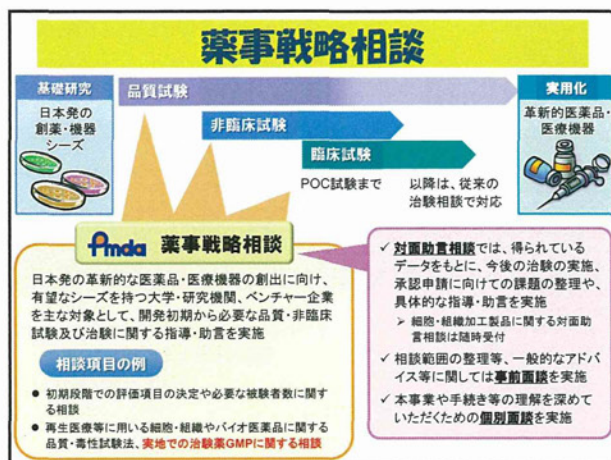 薬事戦略相談
基礎研究
日本発の
創薬・機器
シーズ
品質試験
非臨床試験
臨床試験
POC試験まで
以降は、従来の
治験相談で対応
実用化
革新的医薬品・
医療機器
Pmda 薬事戦略相談
日本発の革新的な医薬品・医療機器の創出に向け、
有望なシーズを持つ大学・研究機関、ベンチャー企業
を主な対象として、開発初期から必要な品質・非臨床
試験及び治験に関する指導・助言を実施
相談項目の例
● 初期段階での評価項目の決定や必要な被験者数に関す
る相談
● 再生医療等に用いる細胞・組織やバイオ医薬品に関する
品質・毒性試験法、実地での治験薬GMPに関する相談
✓ 対面助言相談では、得られている
データをもとに、今後の治験の実施、
承認申請に向けての課題の整理や、
具体的な指導・助言を実施
➢ 細胞・組織加工製品に関する対面助
言相談は随時受付
✓ 相談範囲の整理等、一般的なアドバ
イス等に関しては事前面談を実施
✓ 本事業や手続き等の理解を深めて
いただくための個別面談を実施